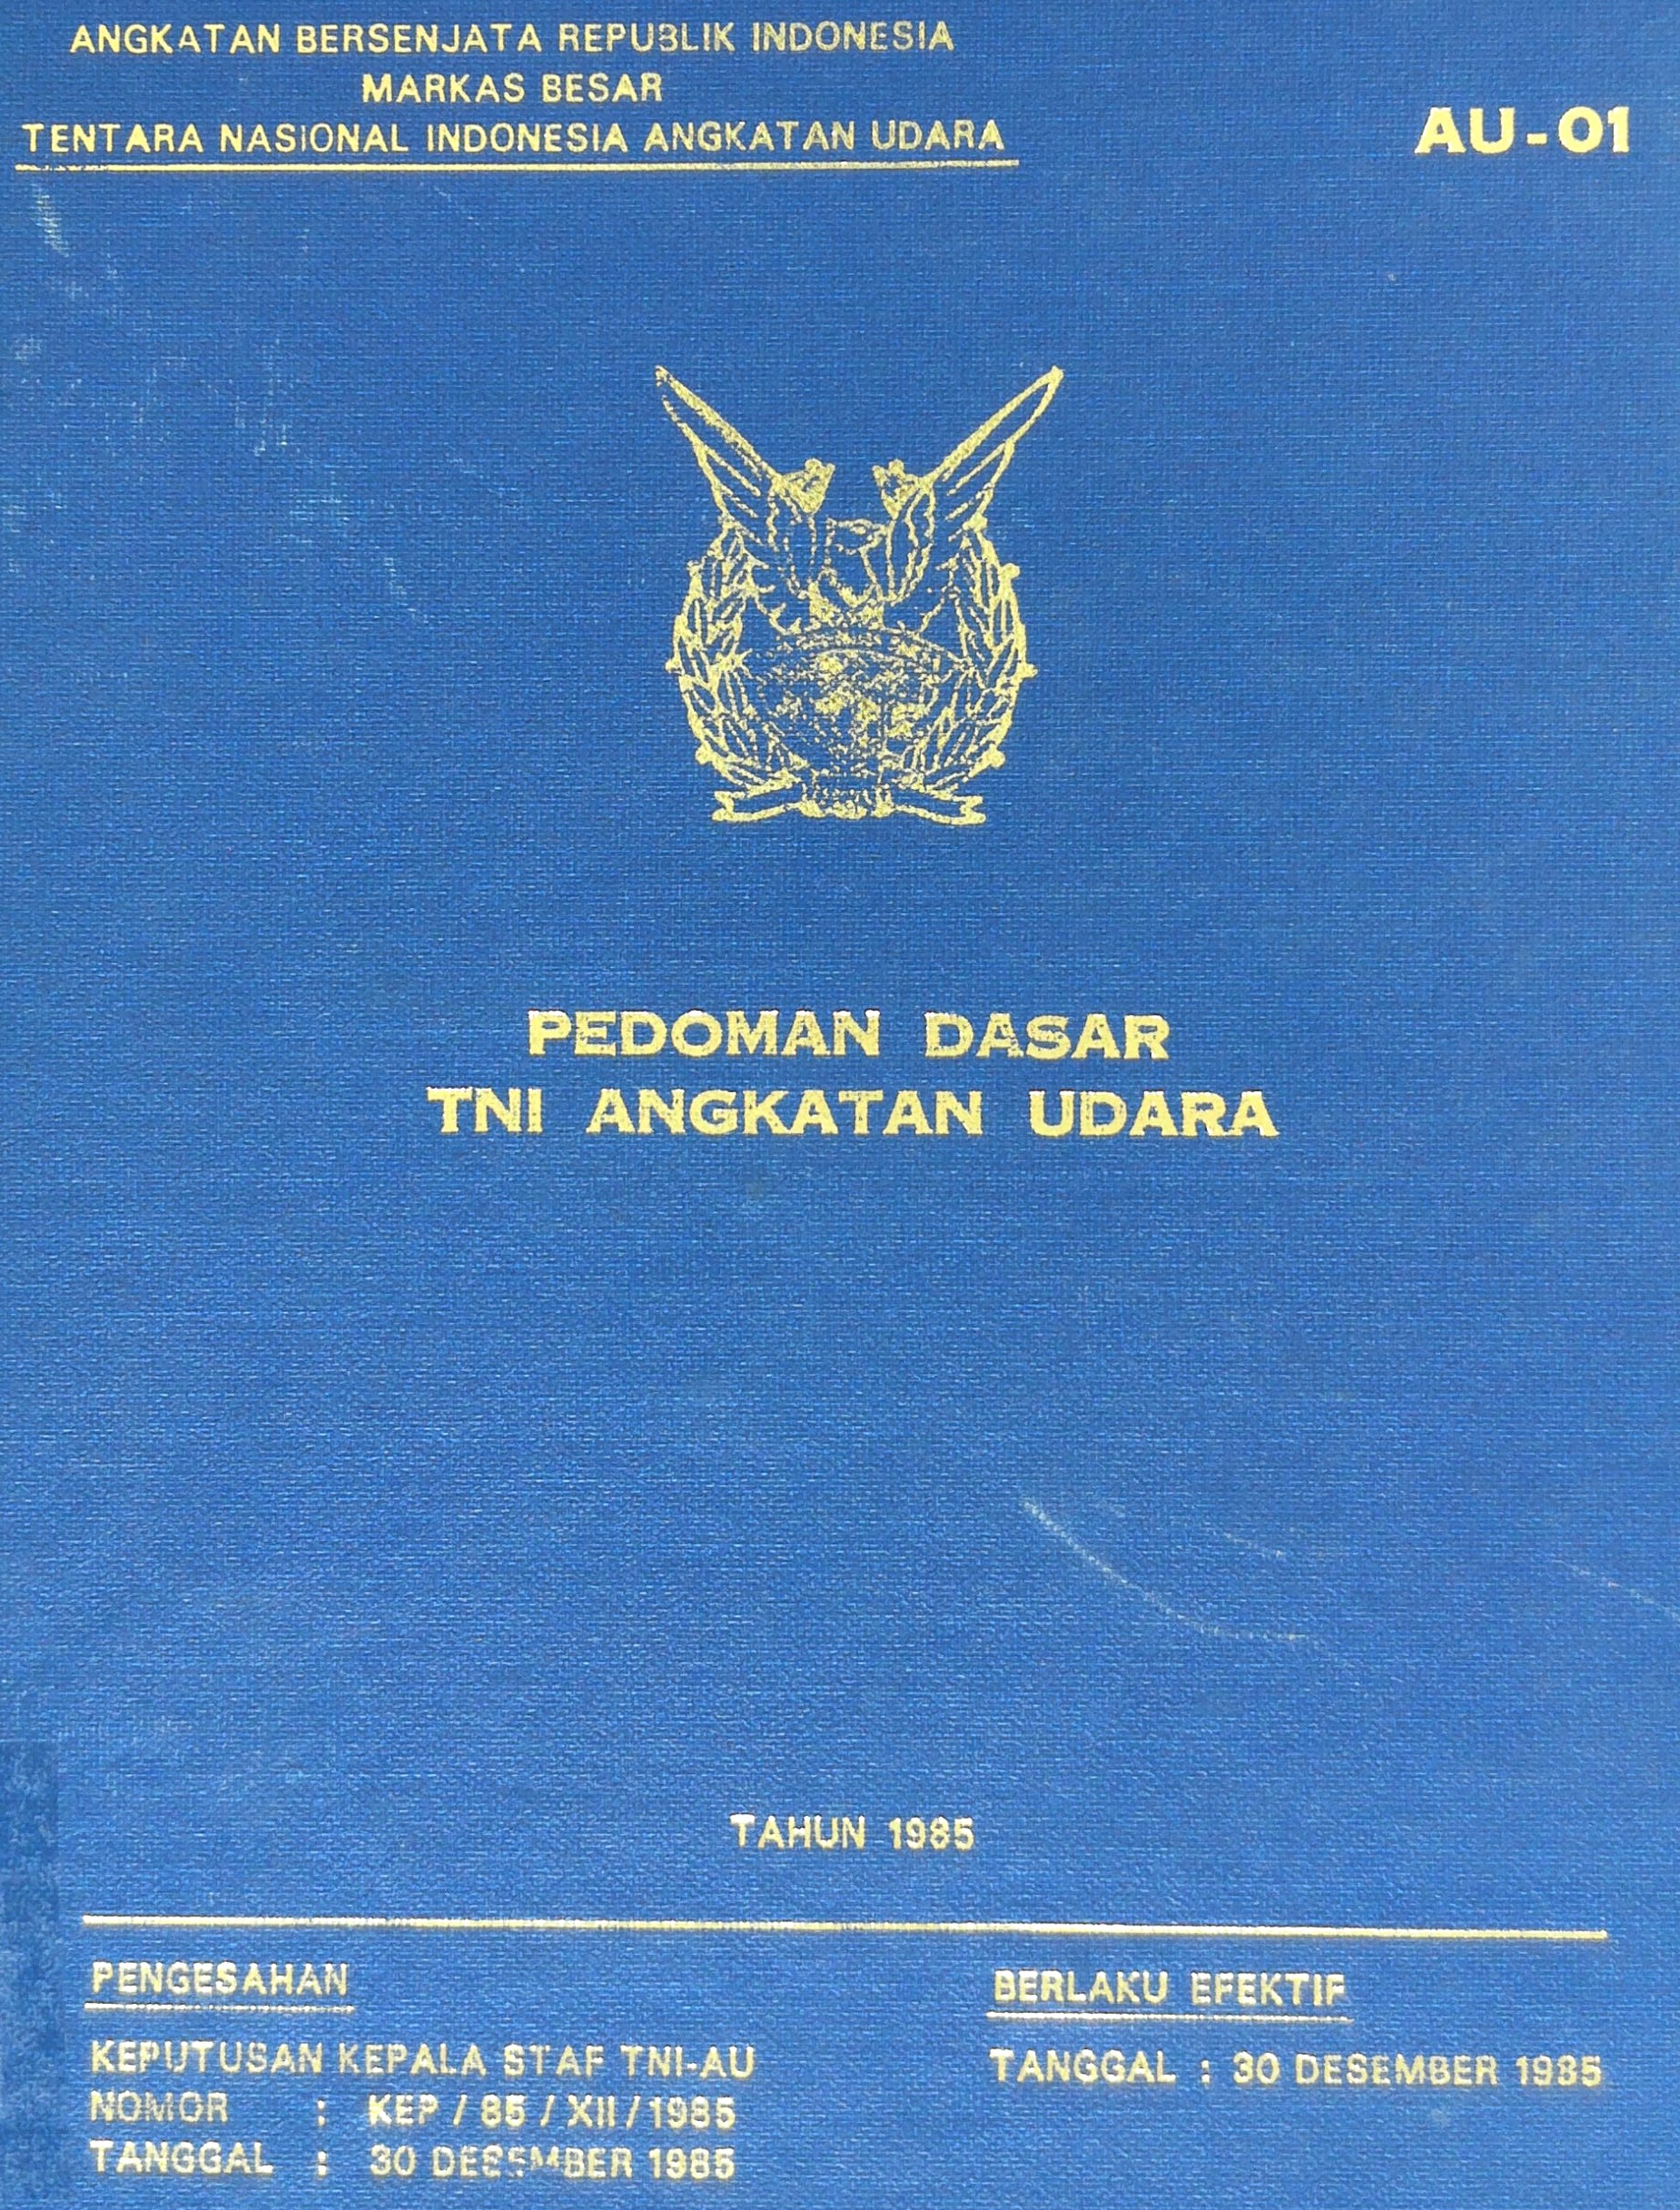 ANGKATAN BERSENJATA REPUBLIK INDONESIA
MARKAS BESAR
TENTARA NASIONAL INDONESIA ANGKATAN UDARA
AU-01
PEDOMAN DASAR
TNI ANGKATAN UDARA
TAHUN 1985
PENGESAHAN
KEPUTUSAN KEPALA STAF TNI-AU
NOMOR : KEP / 85 / XII / 1985
TANGGAL : 30 DESEMBER 1985
BERLAKU EFEKTIF
TANGGAL : 30 DESEMBER 1985